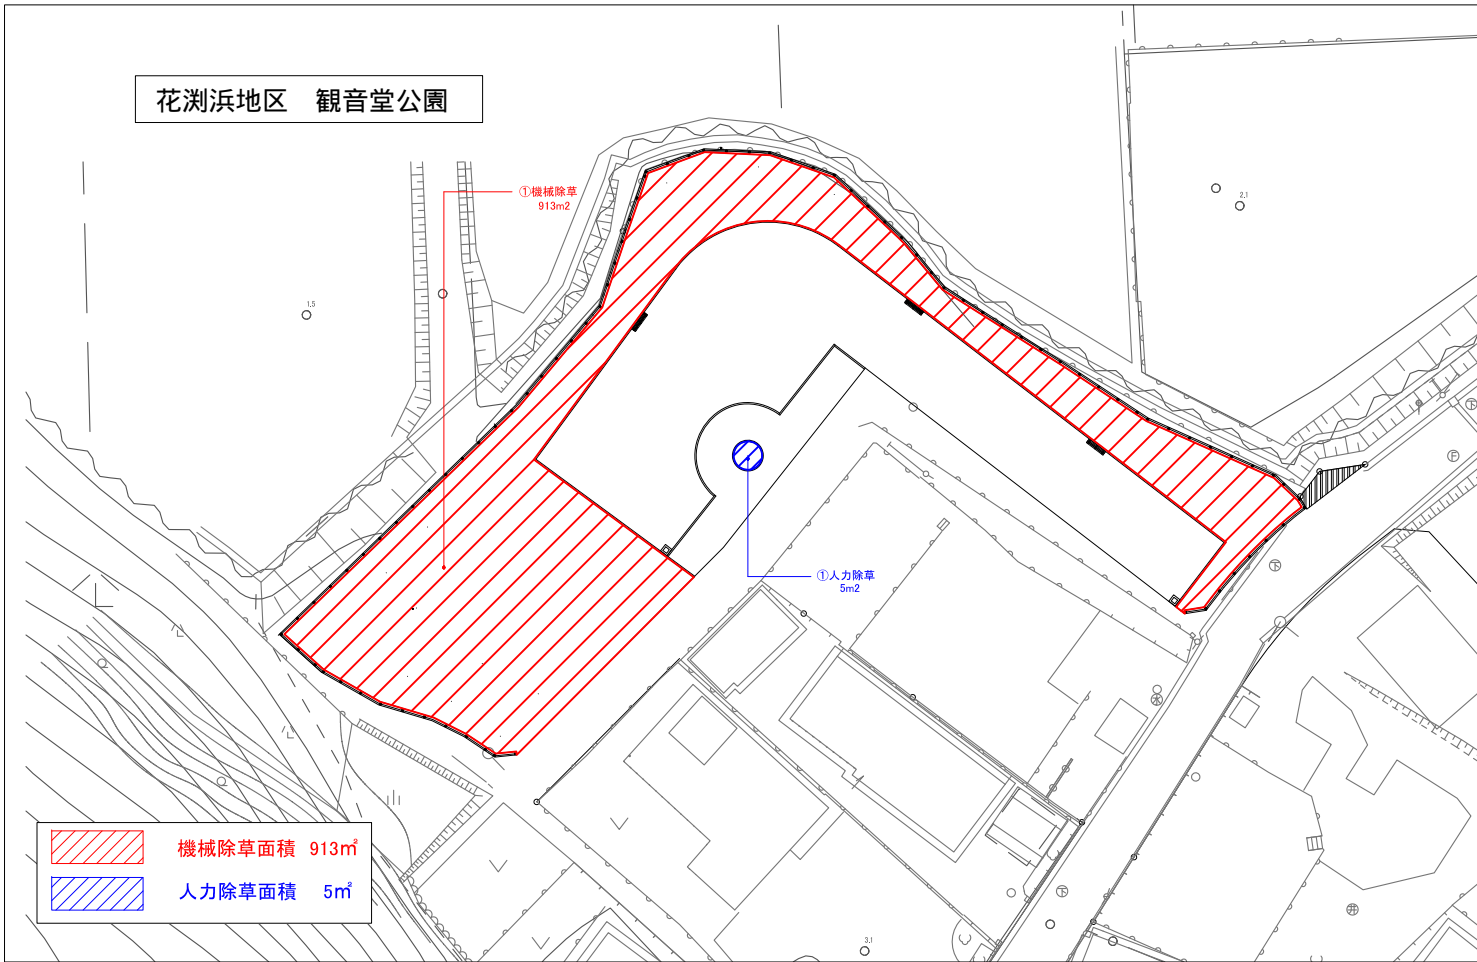 花渕浜地区　観音堂公園
①機械除草
913m2
2.1
1.5
①人力除草
5m2
機械除草面積 913㎡
人力除草面積 5㎡
3.1